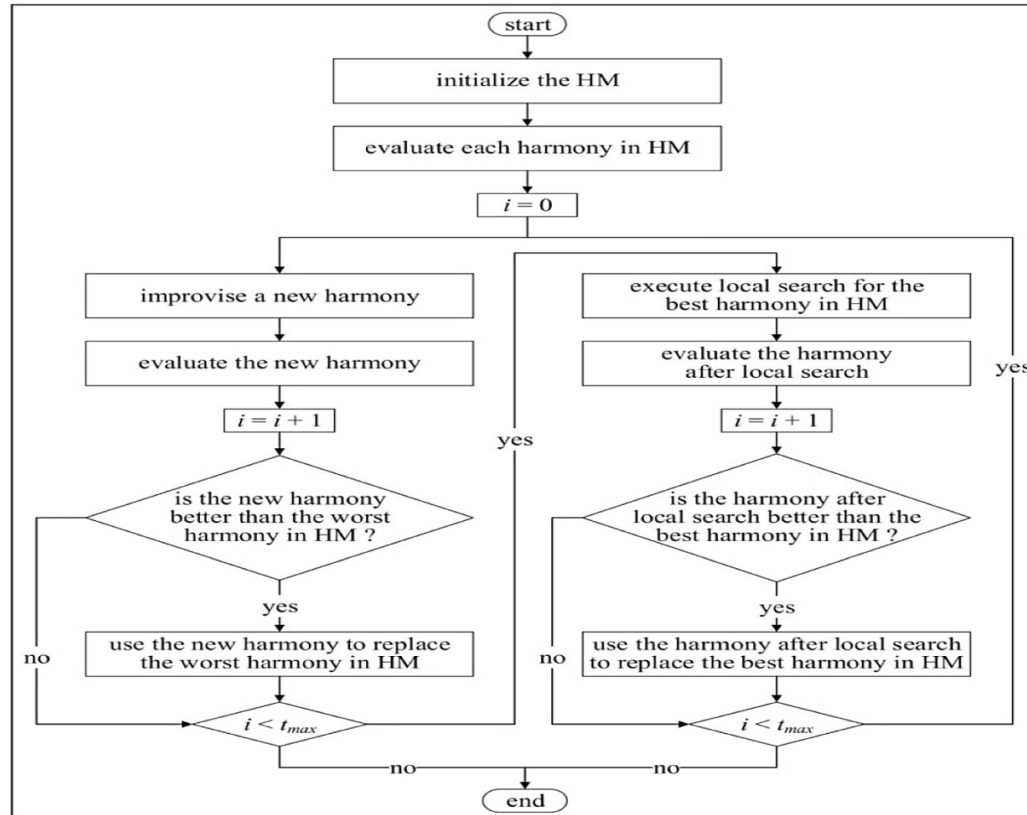 start
initialize the HM
evaluate each harmony in HM
i = 0
improvise a new harmony
evaluate the new harmony
i = i + 1
is the new harmony
better than the worst
harmony in HM ?
yes
no
use the new harmony to replace
the worst harmony in HM
i < tmax
yes
execute local search for the
best harmony in HM
evaluate the harmony
after local search
i = i + 1
is the harmony after
local search better than the
best harmony in HM ?
yes
no
use the harmony after local search
to replace the best harmony in HM
i < tmax
yes
no
no
end